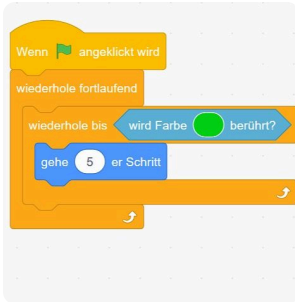 Wenn angeklickt wird
wiederhole fortlaufend
wiederhole bis wird Farbe berührt?
gehe 5 er Schritt